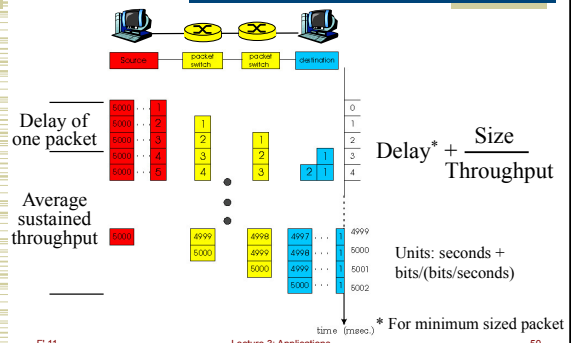 Source
packet
switch
packet
switch
destination
Delay of
one packet
5000 · · · 1
0
5000 · · · 2
1
1
5000 · · · 3
2
1
2
5000 · · · 4
3
2
1
3
5000 · · · 5
4
3
2 1
4
Delay* + Size
Throughput
Average
sustained
throughput
5000
4999
4998
4997 · · · 1
4999
5000
4999
4998 · · · 1
5000
5000
4999 · · · 1
5001
5000 · · · 1
5002
Units: seconds +
bits/(bits/seconds)
time (msec.)
* For minimum sized packet